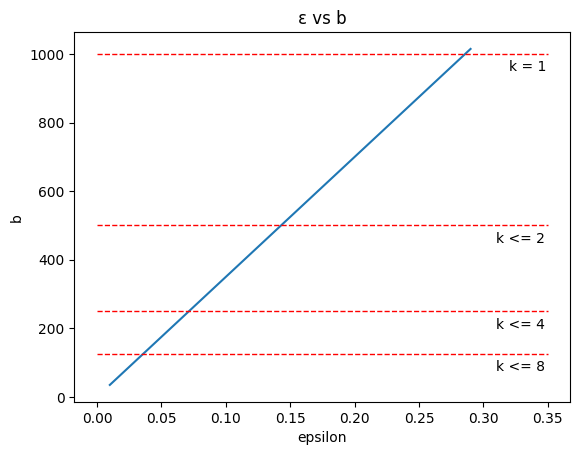 ε vs b
1000
k = 1
800
600
b
k <= 2
400
k <= 4
200
k <= 8
0
0.00 0.05 0.10 0.15 0.20 0.25 0.30 0.35
epsilon